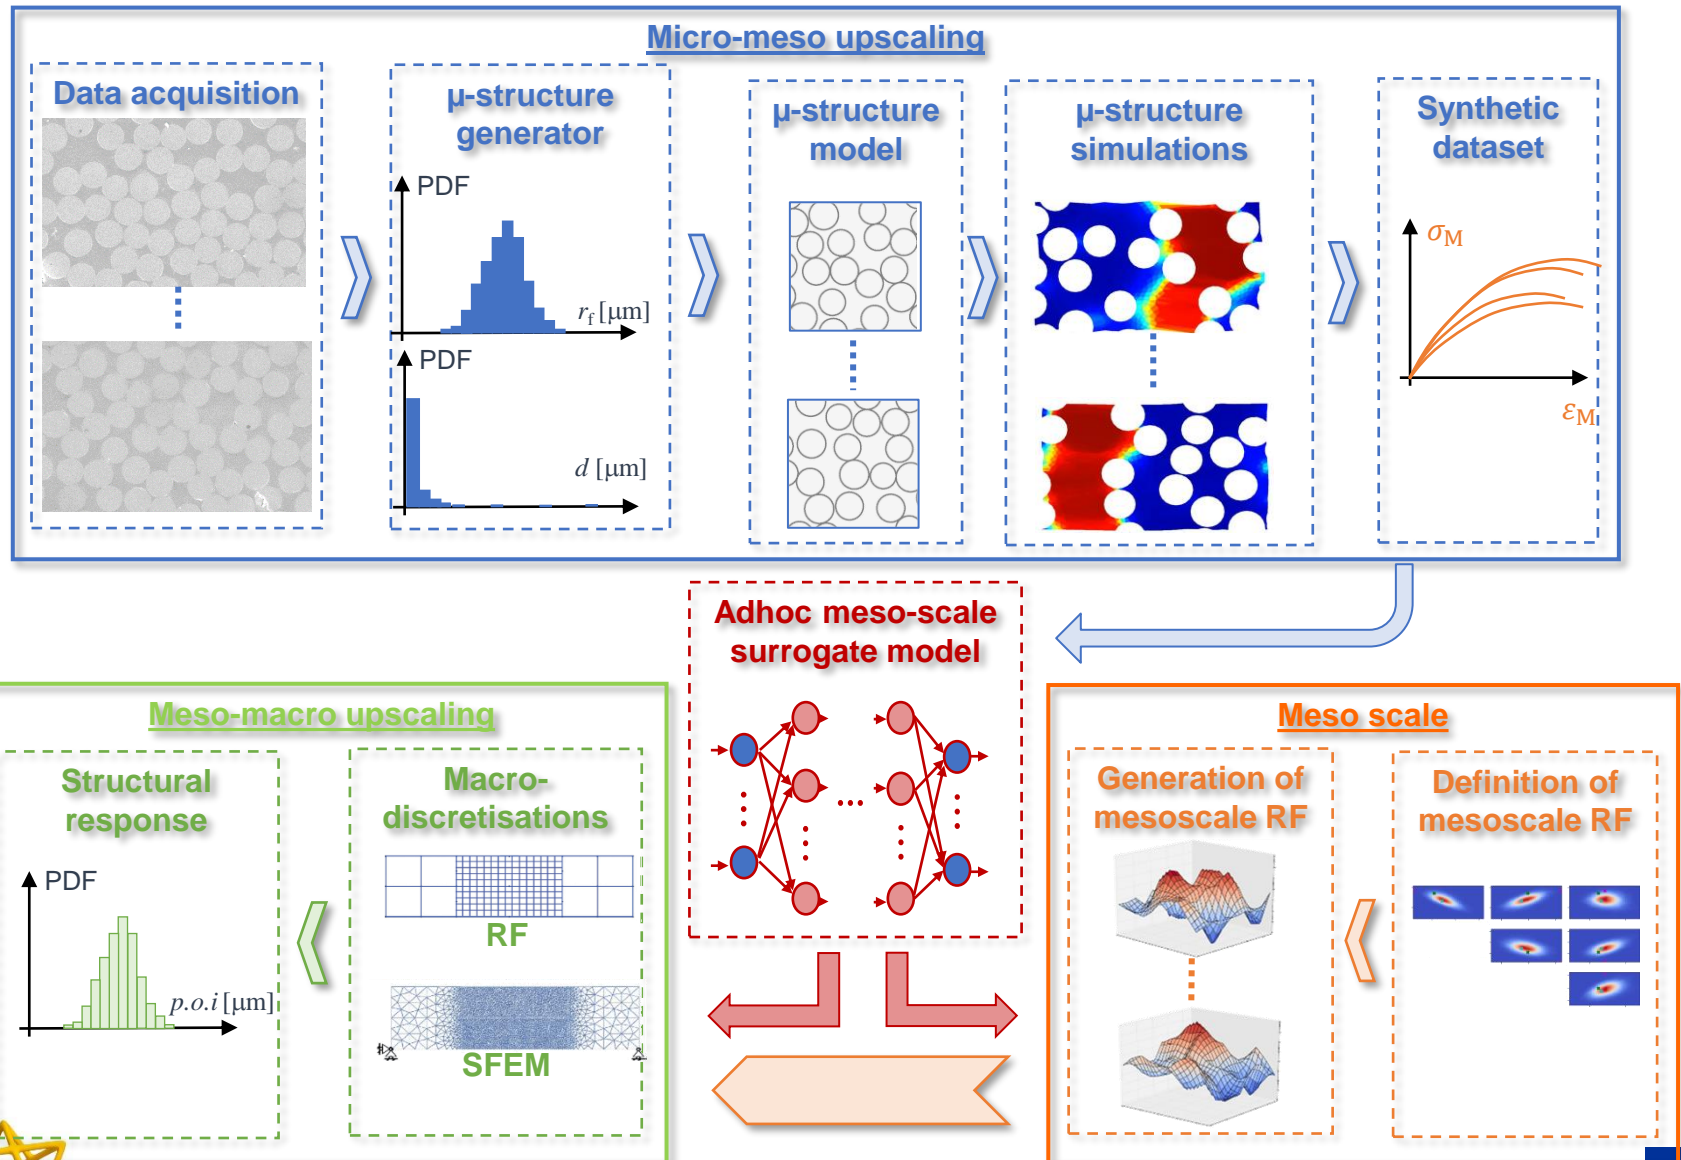 Micro-meso upscaling
Data acquisition
µ-structure
generator
PDF
r_f [µm]
PDF
d [µm]
µ-structure
model
µ-structure
simulations
Synthetic
dataset
σ_M
ε_M
Adhoc meso-scale
surrogate model
...
Meso-macro upscaling
Structural
response
PDF
p.o.i [µm]
Macro-
discretisations
RF
SFEM
Meso scale
Generation of
mesoscale RF
Definition of
mesoscale RF